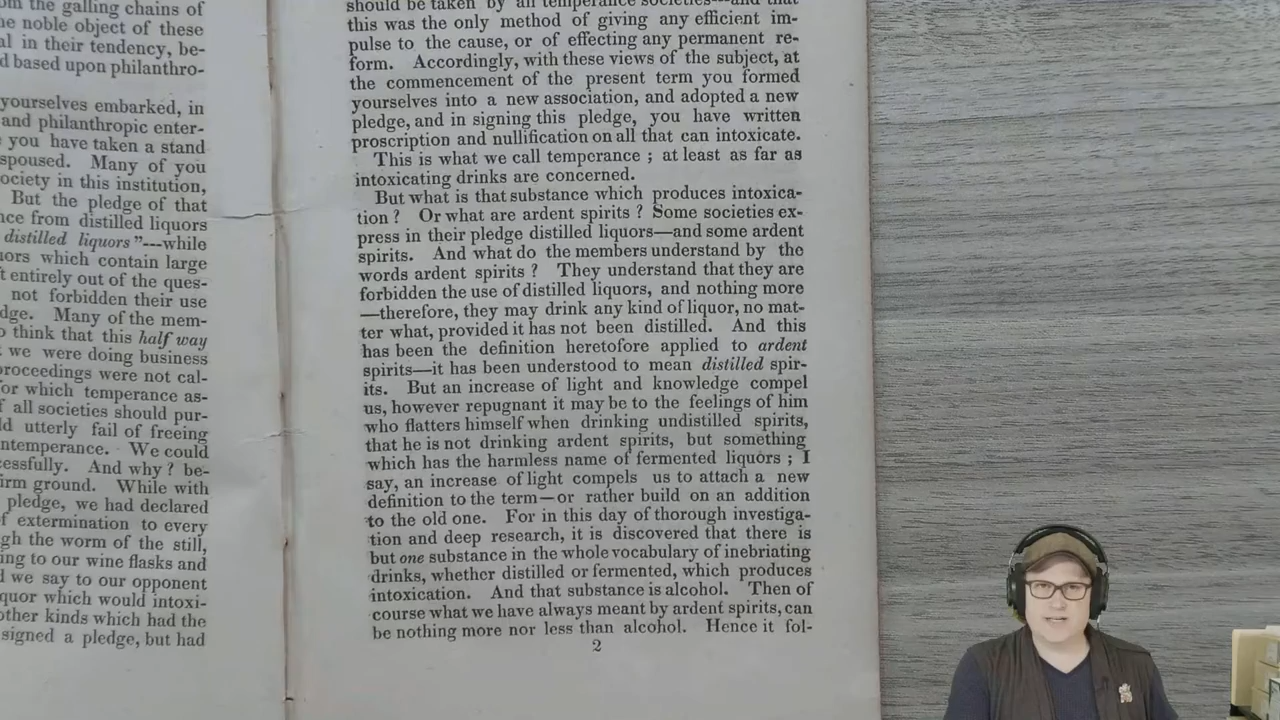 om the galling chains of
e noble object of these
al in their tendency, be-
d based upon philanthro-
yourselves embarked, in
and philanthropic enter-
you have taken a stand
spoused. Many of you
ociety in this institution,
But the pledge of that
nce from distilled liquors
distilled liquors"---while
uors which contain large
t entirely out of the ques-
not forbidden their use
dge. Many of the mem-
o think that this half way
we were doing business
proceedings were not cal-
for which temperance as-
f all societies should pur-
ld utterly fail of freeing
ntemperance. We could
cessfully. And why? be-
irm ground. While with
pledge, we had declared
f extermination to every
gh the worm of the still,
ing to our wine flasks and
d we say to our opponent
quor which would intoxi-
other kinds which had the
signed a pledge, but had
should be taken by all temperance societies—and that
this was the only method of giving any efficient im-
pulse to the cause, or of effecting any permanent re-
form. Accordingly, with these views of the subject, at
the commencement of the present term you formed
yourselves into a new association, and adopted a new
pledge, and in signing this pledge, you have written
proscription and nullification on all that can intoxicate.
This is what we call temperance ; at least as far as
intoxicating drinks are concerned.
But what is that substance which produces intoxica-
tion ? Or what are ardent spirits ? Some societies ex-
press in their pledge distilled liquors—and some ardent
spirits. And what do the members understand by the
words ardent spirits ? They understand that they are
forbidden the use of distilled liquors, and nothing more
—therefore, they may drink any kind of liquor, no mat-
ter what, provided it has not been distilled. And this
has been the definition heretofore applied to ardent
spirits—it has been understood to mean distilled spir-
its. But an increase of light and knowledge compel
us, however repugnant it may be to the feelings of him
who flatters himself when drinking undistilled spirits,
that he is not drinking ardent spirits, but something
which has the harmless name of fermented liquors ; I
say, an increase of light compels us to attach a new
definition to the term—or rather build on an addition
to the old one. For in this day of thorough investiga-
tion and deep research, it is discovered that there is
but one substance in the whole vocabulary of inebriating
drinks, whether distilled or fermented, which produces
intoxication. And that substance is alcohol. Then of
course what we have always meant by ardent spirits, can
be nothing more nor less than alcohol. Hence it fol-
2